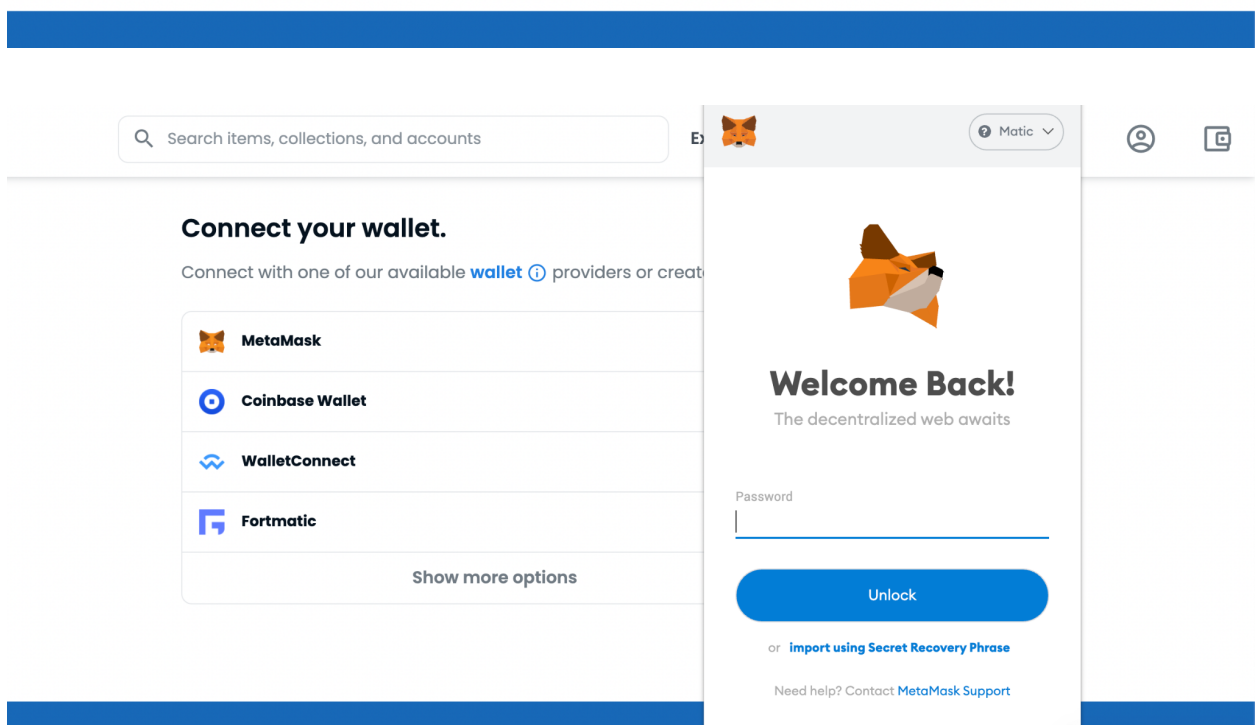 Search items, collections, and accounts
Matic
Connect your wallet.
Connect with one of our available wallet providers or
MetaMask
Coinbase Wallet
WalletConnect
Fortmatic
Show more options
Welcome Back!
The decentralized web awaits
Password
Unlock
or import using Secret Recovery Phrase
Need help? Contact MetaMask Support